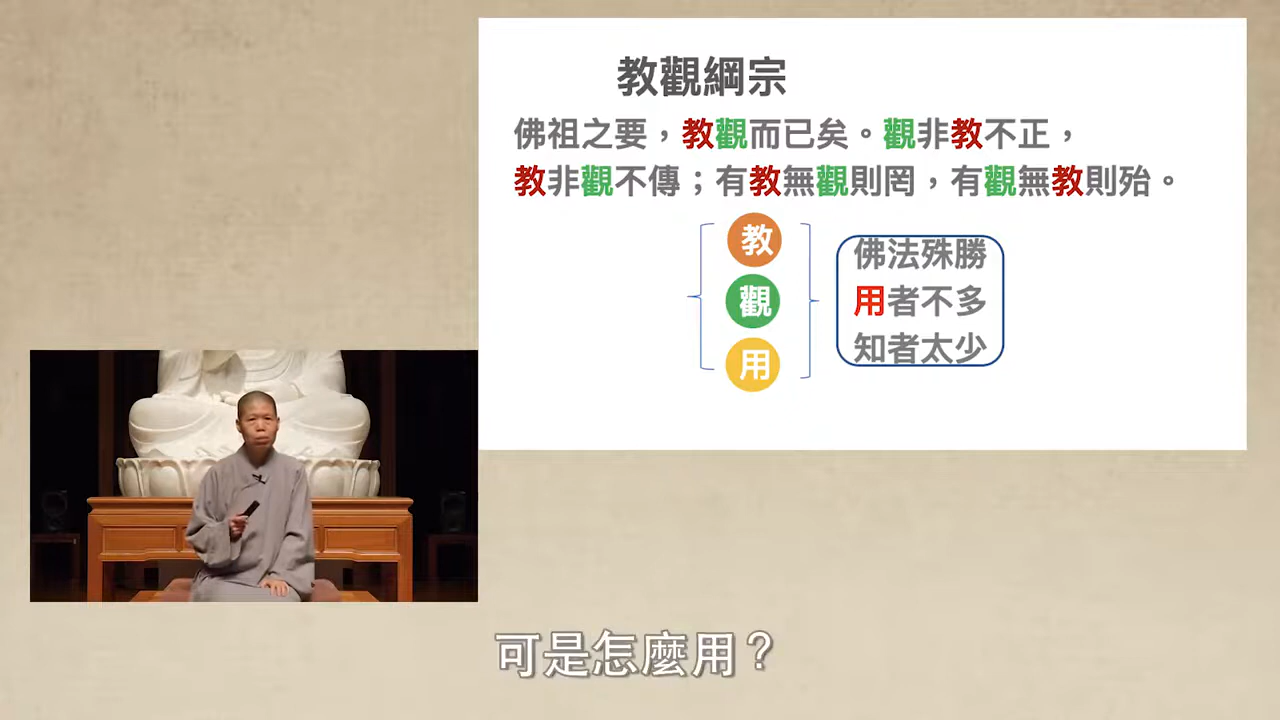 教觀綱宗
佛祖之要，教觀而已矣。觀非教不正，
教非觀不傳；有教無觀則罔，有觀無教則殆。
教
觀
用
佛法殊勝
用者不多
知者太少
可是怎麼用？